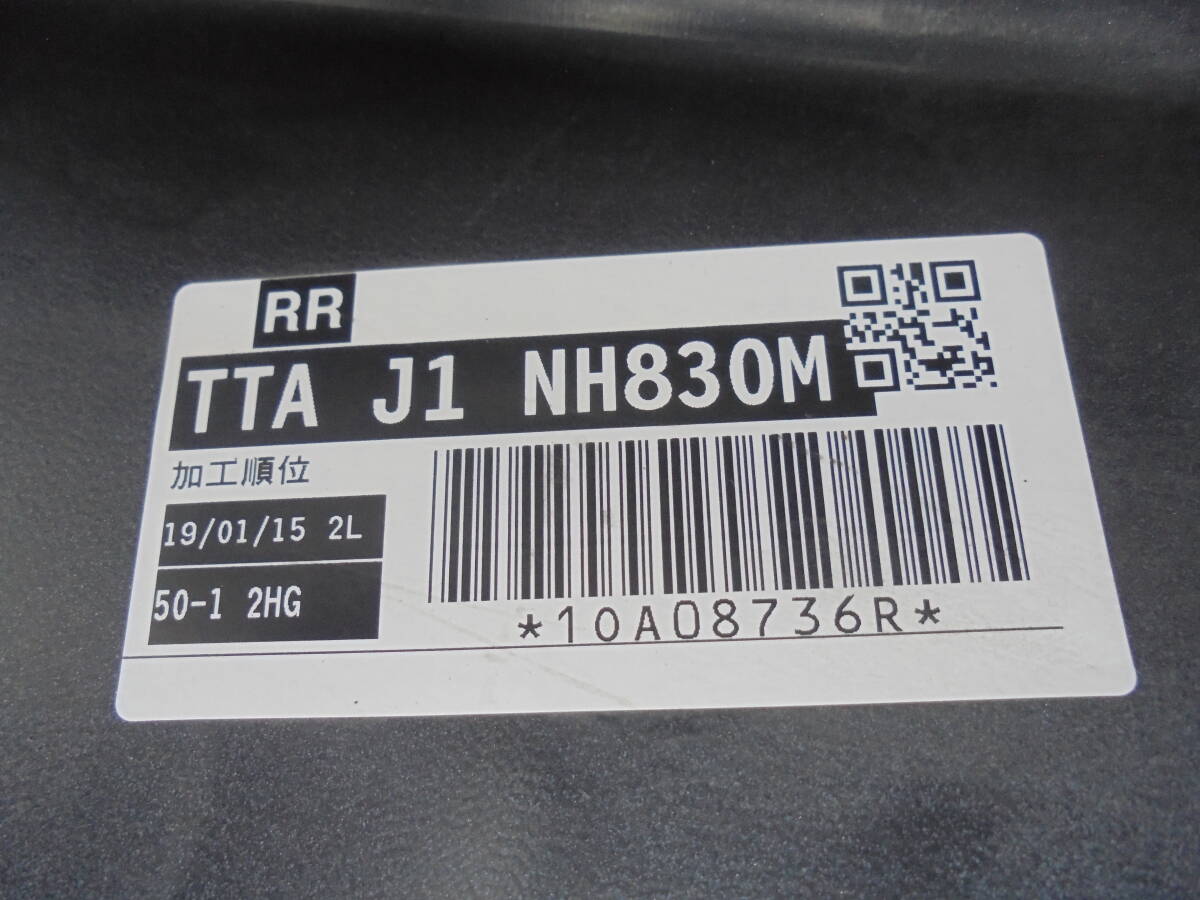 RR
TTA J1 NH830M
加工順位
19/01/15 2L
50-1 2HG
*10A08736R*